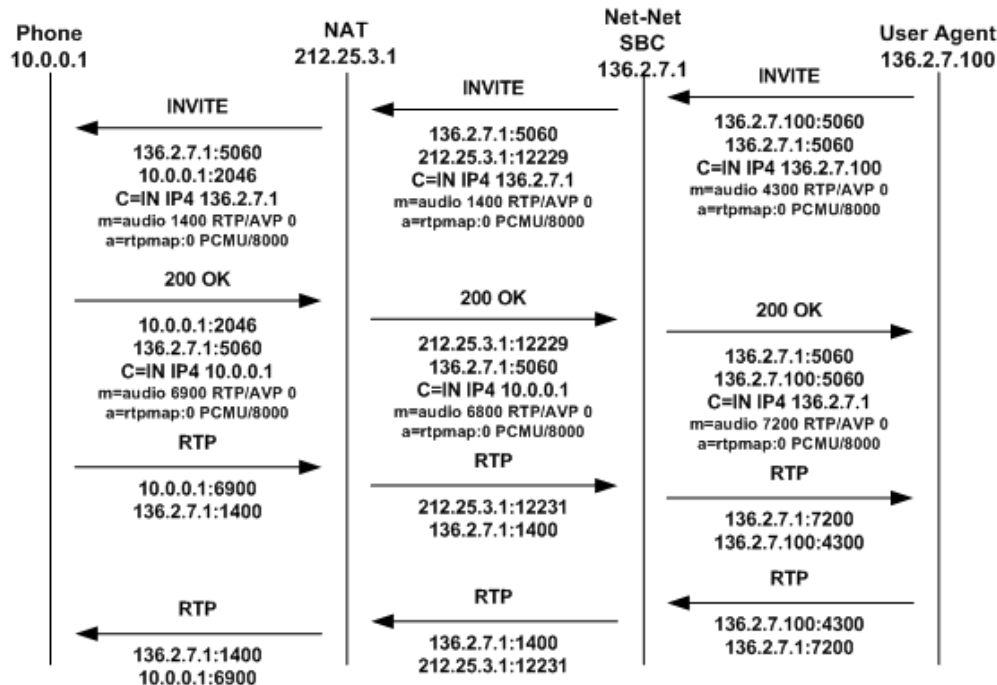 Phone
10.0.0.1
NAT
212.25.3.1
Net-Net
SBC
136.2.7.1
User Agent
136.2.7.100
INVITE
136.2.7.100:5060
136.2.7.1:5060
C=IN IP4 136.2.7.100
m=audio 4300 RTP/AVP 0
a=rtpmap:0 PCMU/8000
INVITE
136.2.7.1:5060
212.25.3.1:12229
C=IN IP4 136.2.7.1
m=audio 1400 RTP/AVP 0
a=rtpmap:0 PCMU/8000
INVITE
136.2.7.1:5060
10.0.0.1:2046
C=IN IP4 136.2.7.1
m=audio 1400 RTP/AVP 0
a=rtpmap:0 PCMU/8000
200 OK
10.0.0.1:2046
136.2.7.1:5060
C=IN IP4 10.0.0.1
m=audio 6900 RTP/AVP 0
a=rtpmap:0 PCMU/8000
200 OK
212.25.3.1:12229
136.2.7.1:5060
C=IN IP4 10.0.0.1
m=audio 6800 RTP/AVP 0
a=rtpmap:0 PCMU/8000
200 OK
136.2.7.1:5060
136.2.7.100:5060
C=IN IP4 136.2.7.1
m=audio 7200 RTP/AVP 0
a=rtpmap:0 PCMU/8000
RTP
10.0.0.1:6900
136.2.7.1:1400
RTP
212.25.3.1:12231
136.2.7.1:1400
RTP
136.2.7.1:7200
136.2.7.100:4300
RTP
136.2.7.100:4300
136.2.7.1:7200
RTP
136.2.7.1:1400
212.25.3.1:12231
RTP
136.2.7.1:1400
10.0.0.1:6900